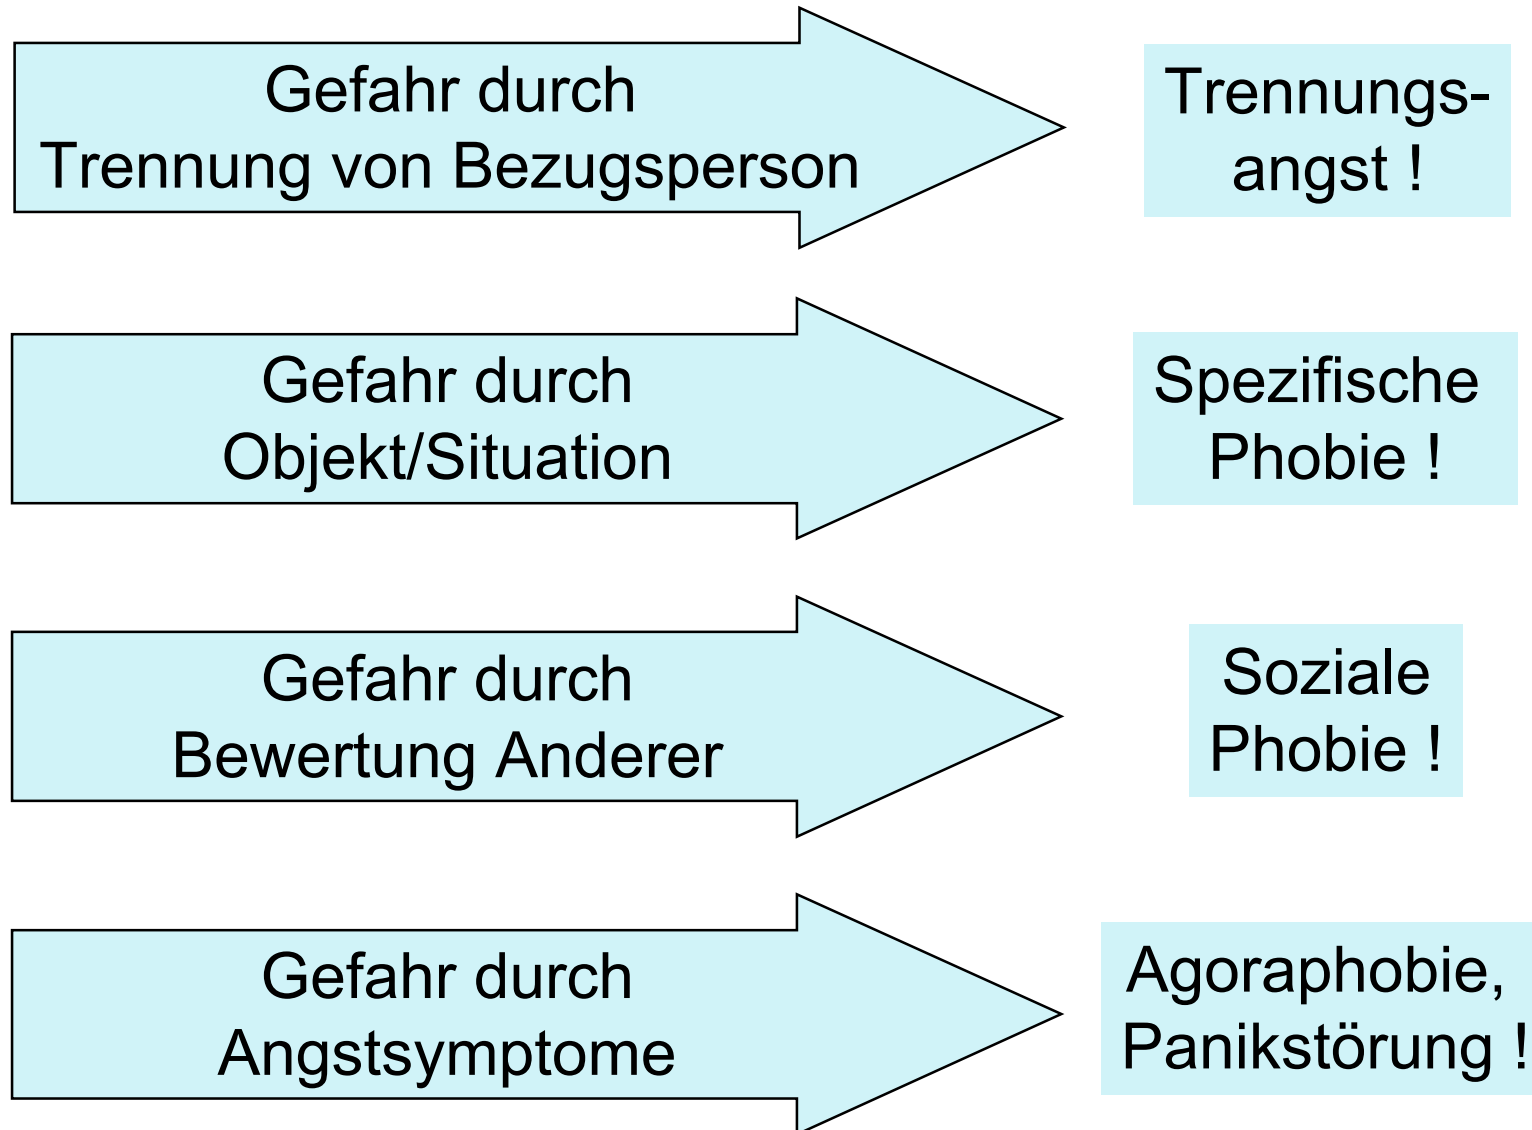 Gefahr durch
Trennung von Bezugsperson
Trennungs-
angst !
Gefahr durch
Objekt/Situation
Spezifische
Phobie !
Gefahr durch
Bewertung Anderer
Soziale
Phobie !
Gefahr durch
Angstsymptome
Agoraphobie,
Panikstörung !